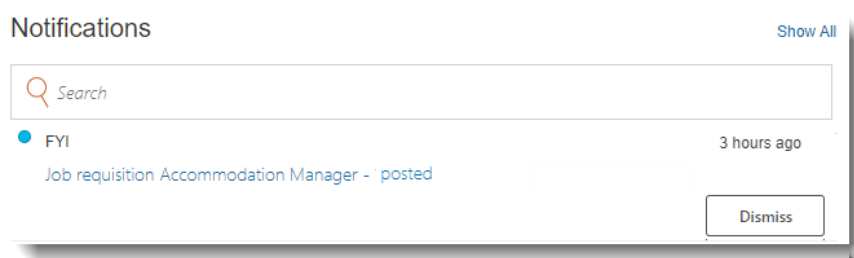 Notifications
Show All
Search
FYI
3 hours ago
Job requisition Accommodation Manager - posted
Dismiss